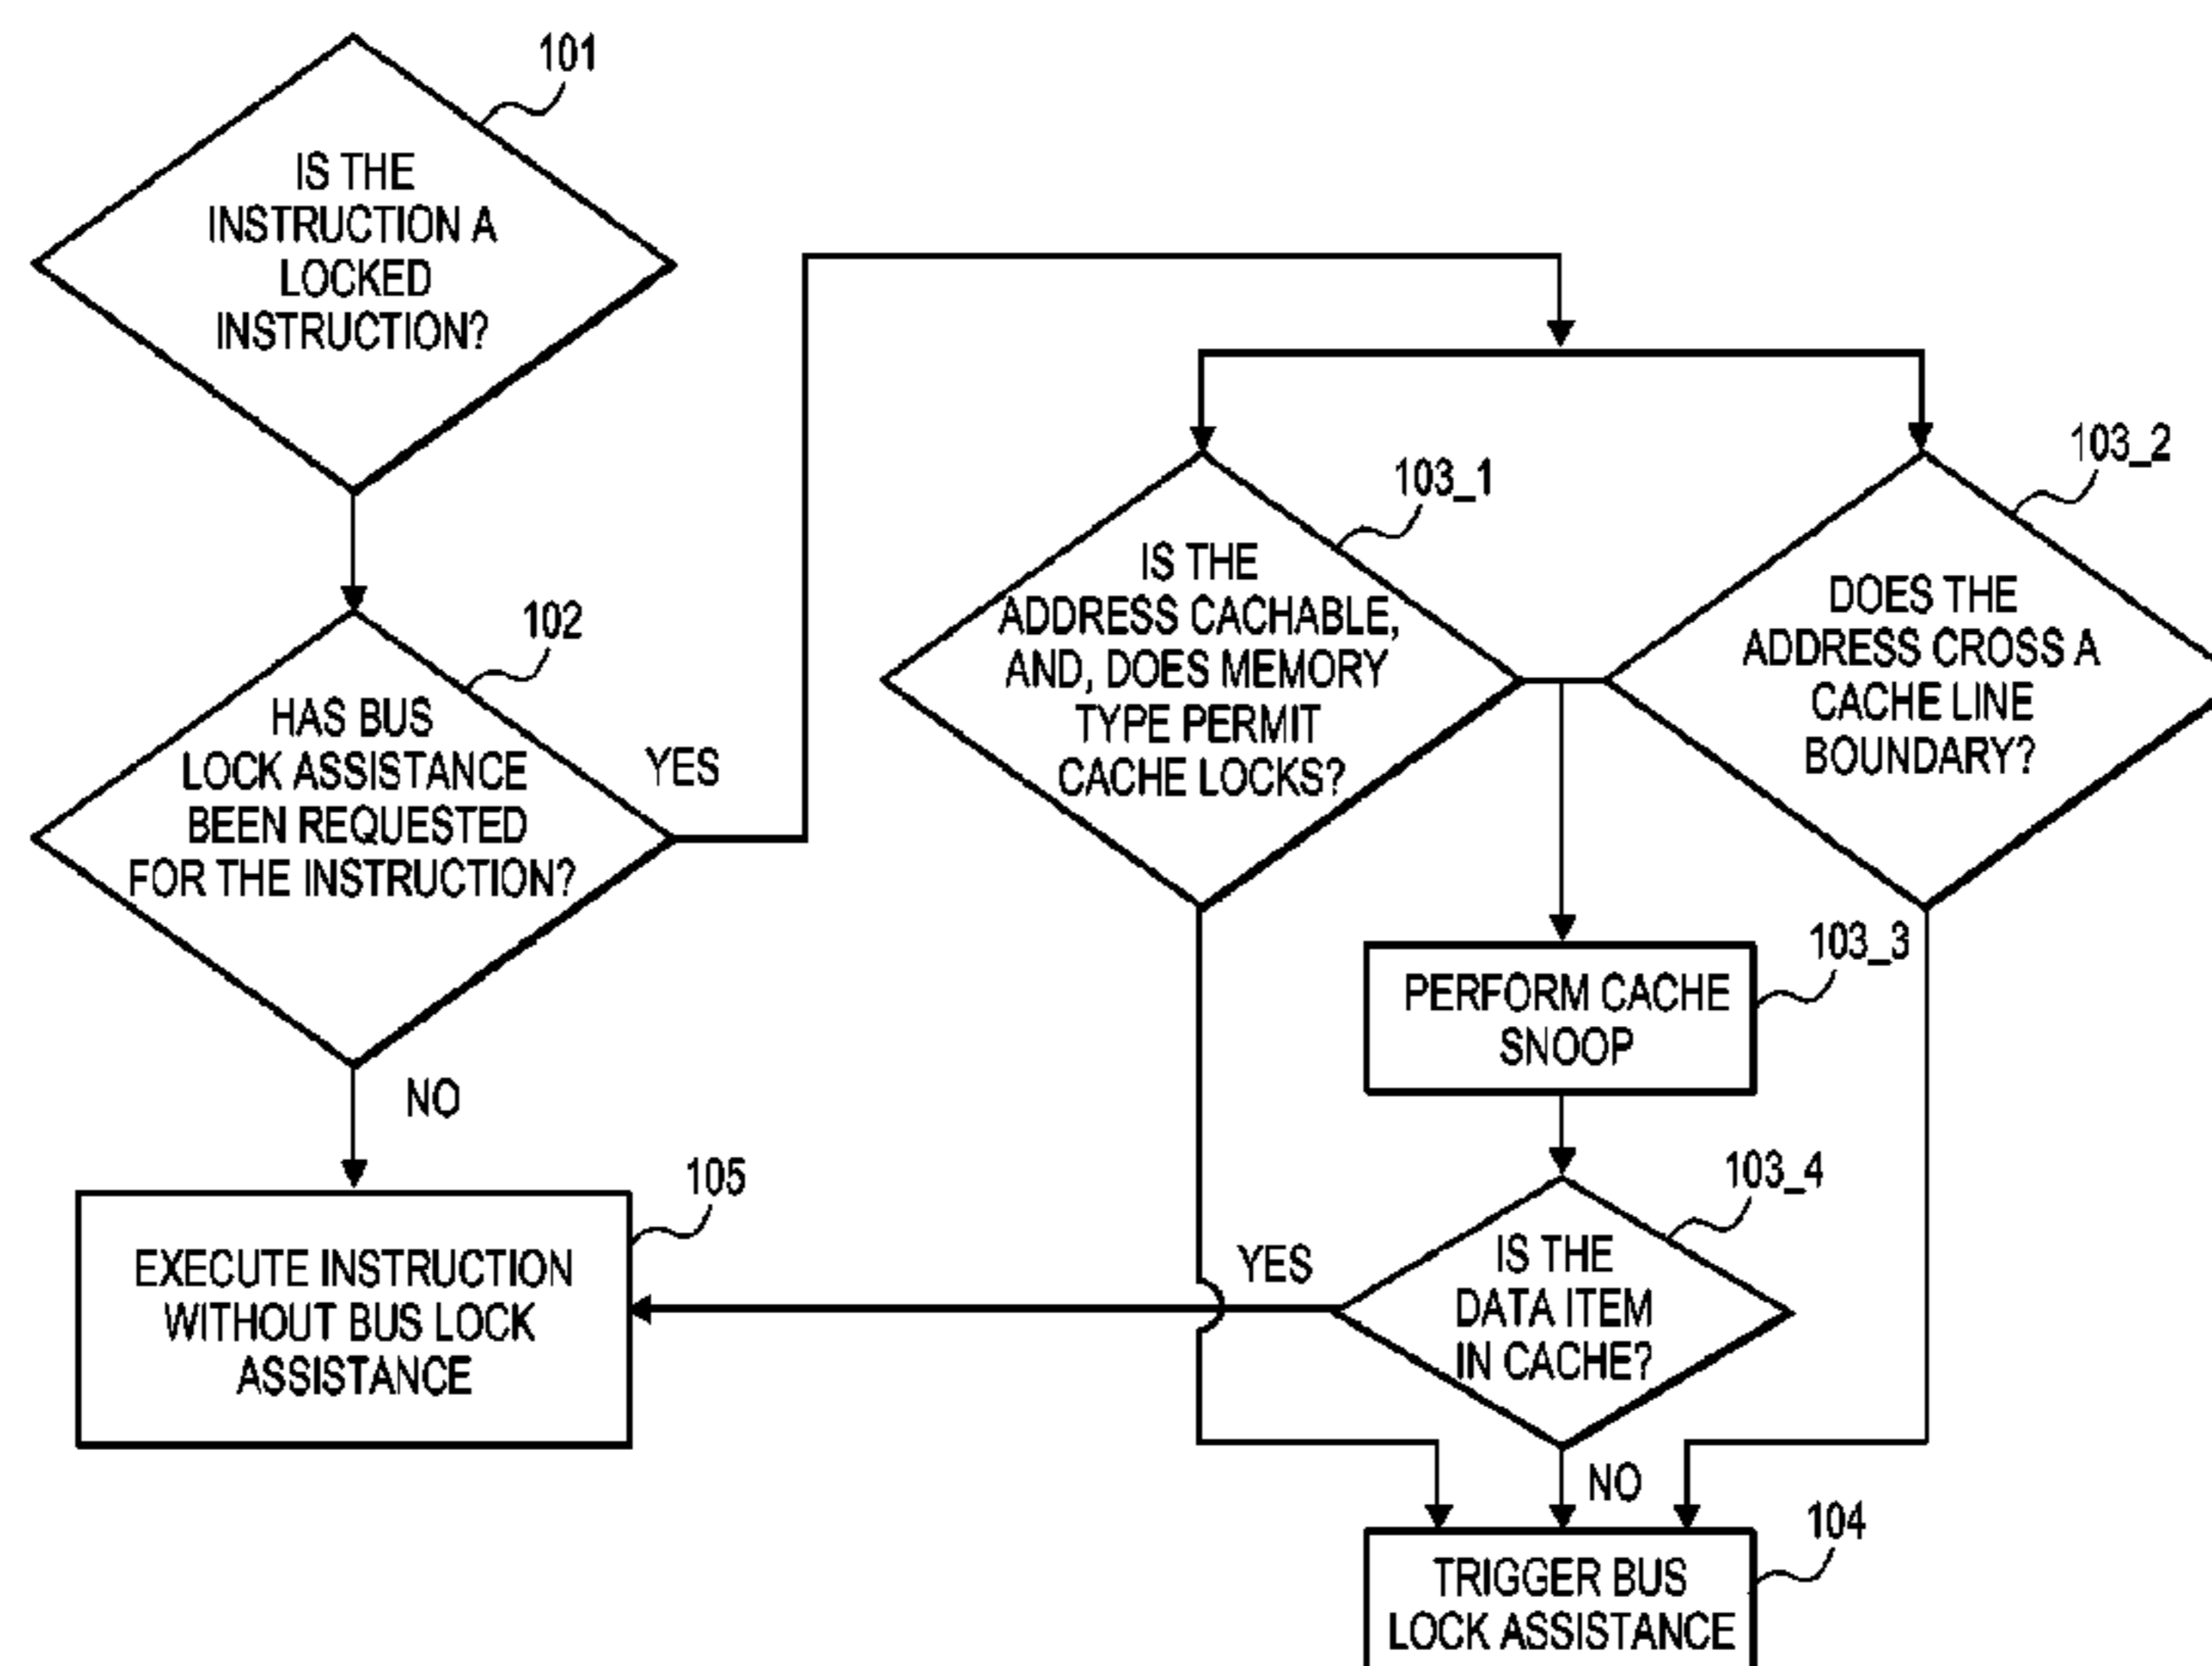 101
IS THE
INSTRUCTION A
LOCKED
INSTRUCTION?
102
HAS BUS
LOCK ASSISTANCE
BEEN REQUESTED
FOR THE INSTRUCTION?
YES
NO
105
EXECUTE INSTRUCTION
WITHOUT BUS LOCK
ASSISTANCE
103_1
IS THE
ADDRESS CACHABLE,
AND, DOES MEMORY
TYPE PERMIT
CACHE LOCKS?
103_2
DOES THE
ADDRESS CROSS A
CACHE LINE
BOUNDARY?
103_3
PERFORM CACHE
SNOOP
103_4
IS THE
DATA ITEM
IN CACHE?
YES
NO
104
TRIGGER BUS
LOCK ASSISTANCE